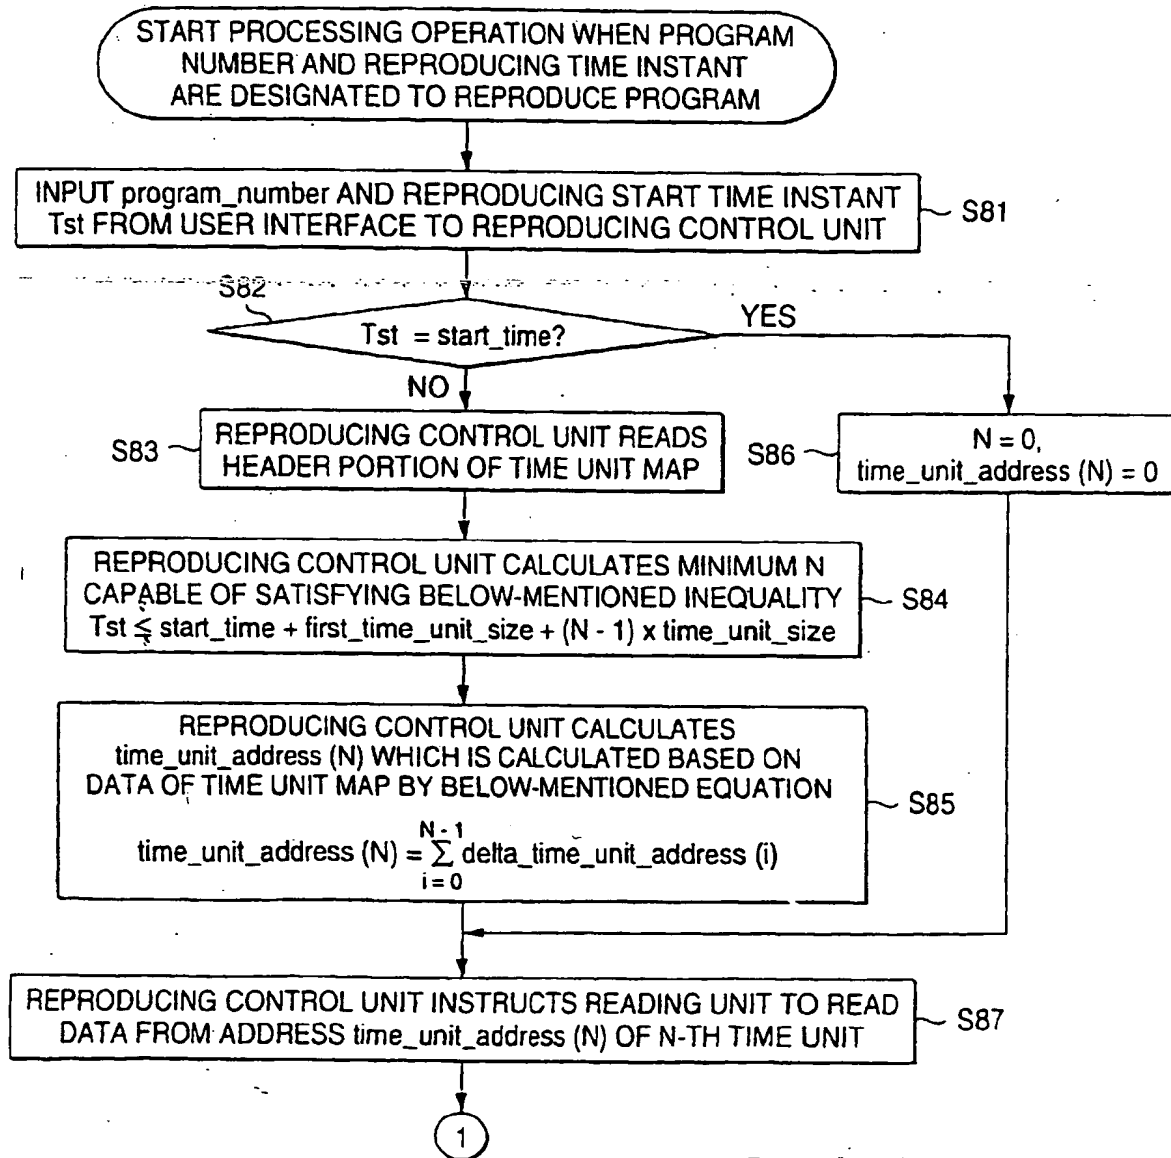 START PROCESSING OPERATION WHEN PROGRAM
NUMBER AND REPRODUCING TIME INSTANT
ARE DESIGNATED TO REPRODUCE PROGRAM
INPUT program_number AND REPRODUCING START TIME INSTANT
Tst FROM USER INTERFACE TO REPRODUCING CONTROL UNIT
S81
S82
Tst = start_time?
YES
NO
S83
REPRODUCING CONTROL UNIT READS
HEADER PORTION OF TIME UNIT MAP
S86
N = 0,
time_unit_address (N) = 0
REPRODUCING CONTROL UNIT CALCULATES MINIMUM N
CAPABLE OF SATISFYING BELOW-MENTIONED INEQUALITY
Tst ≦ start_time + first_time_unit_size + (N - 1) x time_unit_size
S84
REPRODUCING CONTROL UNIT CALCULATES
time_unit_address (N) WHICH IS CALCULATED BASED ON
DATA OF TIME UNIT MAP BY BELOW-MENTIONED EQUATION
N - 1
time_unit_address (N) = Σ delta_time_unit_address (i)
i = 0
S85
REPRODUCING CONTROL UNIT INSTRUCTS READING UNIT TO READ
DATA FROM ADDRESS time_unit_address (N) OF N-TH TIME UNIT
S87
1